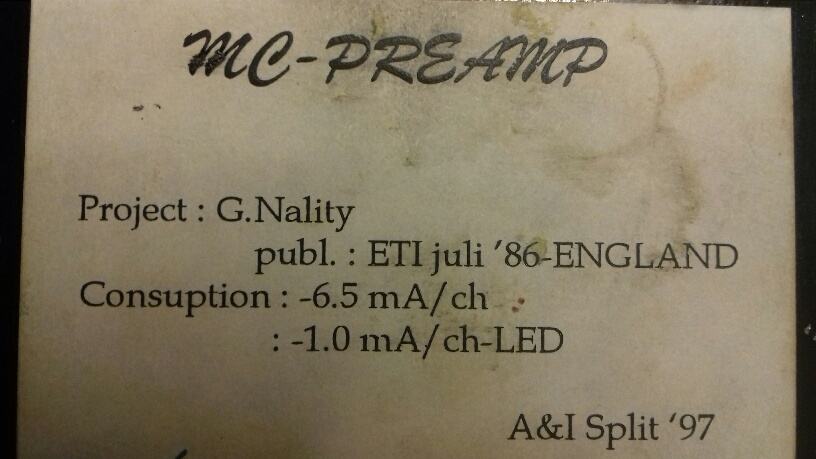 MC-PREAMP
Project : G.Nality
publ. : ETI juli '86-ENGLAND
Consuption : -6.5 mA/ch
: -1.0 mA/ch-LED
A&I Split '97